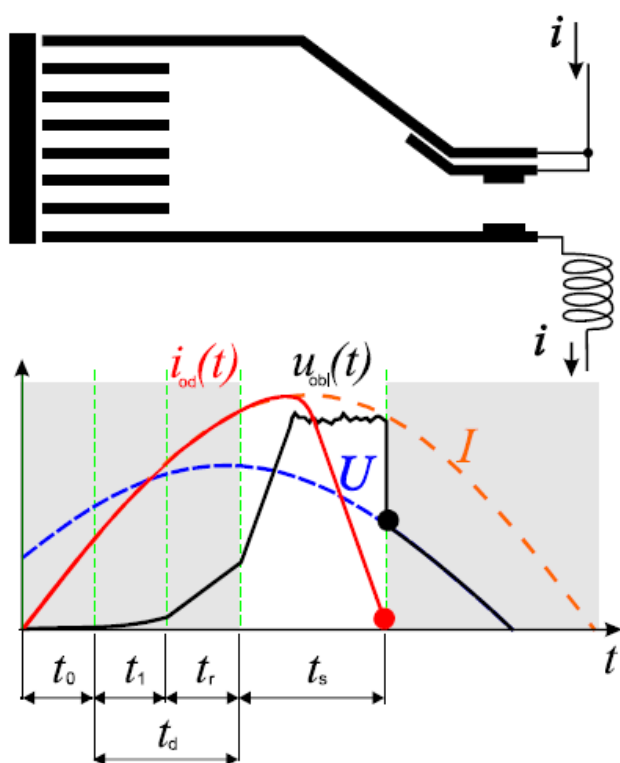 i
i
i_od(t) u_obl(t)
U I
t
t_0 t_1 t_r t_s
t_d